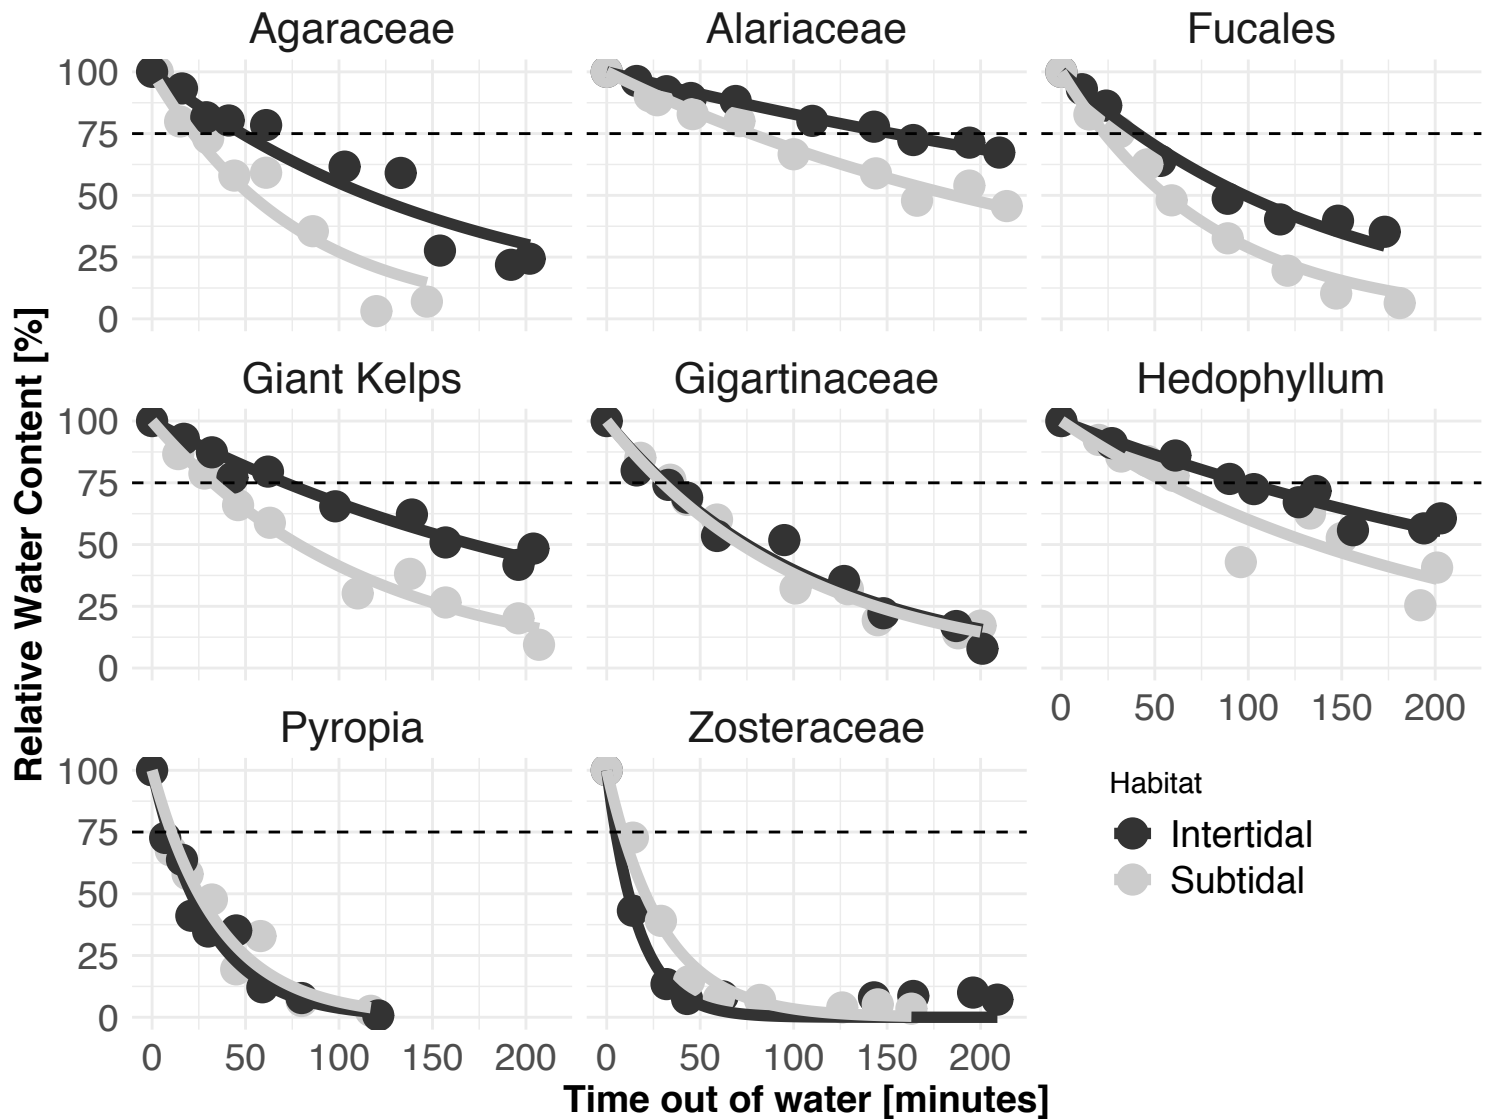 Agaraceae Alariaceae Fucales
100
75
50
25
0
Giant Kelps Gigartinaceae Hedophyllum
100
75
50
25
0
0 50 100 150 200
Pyropia Zosteraceae
100
75
50
25
0
0 50 100 150 200 0 50 100 150 200
Relative Water Content [%]
Time out of water [minutes]
Habitat
Intertidal
Subtidal